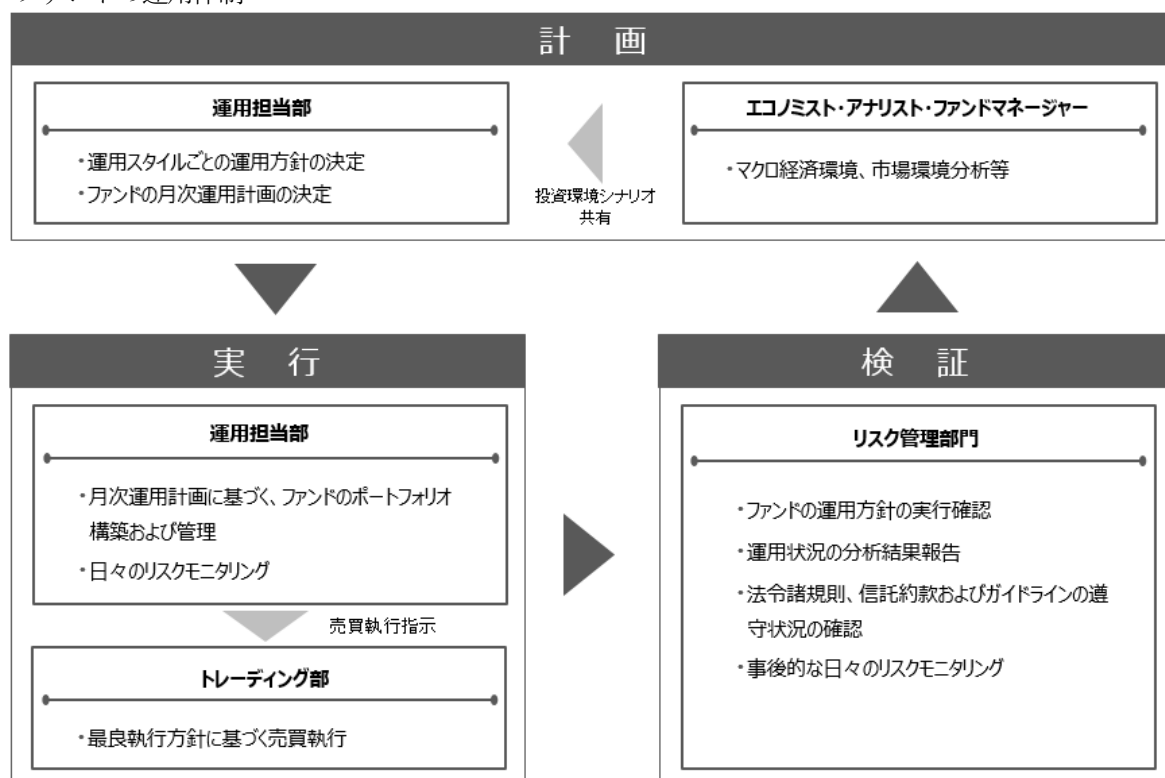 計 画
運用担当部
・運用スタイルごとの運用方針の決定
・ファンドの月次運用計画の決定
投資環境シナリオ
共有
エコノミスト・アナリスト・ファンドマネージャー
・マクロ経済環境、市場環境分析等
実 行
運用担当部
・月次運用計画に基づく、ファンドのポートフォリオ
構築および管理
・日々のリスクモニタリング
売買執行指示
トレーディング部
・最良執行方針に基づく売買執行
検 証
リスク管理部門
・ファンドの運用方針の実行確認
・運用状況の分析結果報告
・法令諸規則、信託約款およびガイドラインの遵
守状況の確認
・事後的な日々のリスクモニタリング